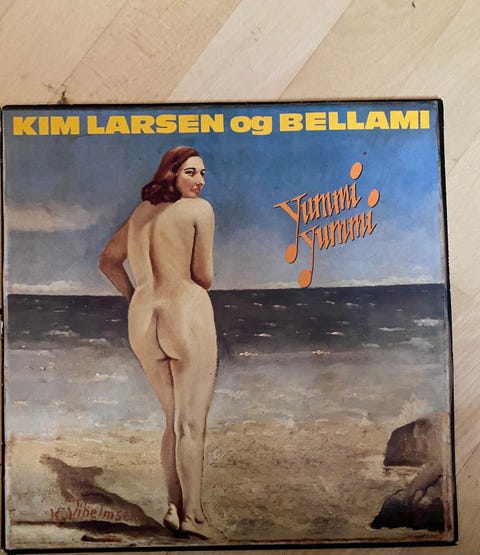 KIM LARSEN og BELLAMI
yummi
yummi
K. Vilhelmsen